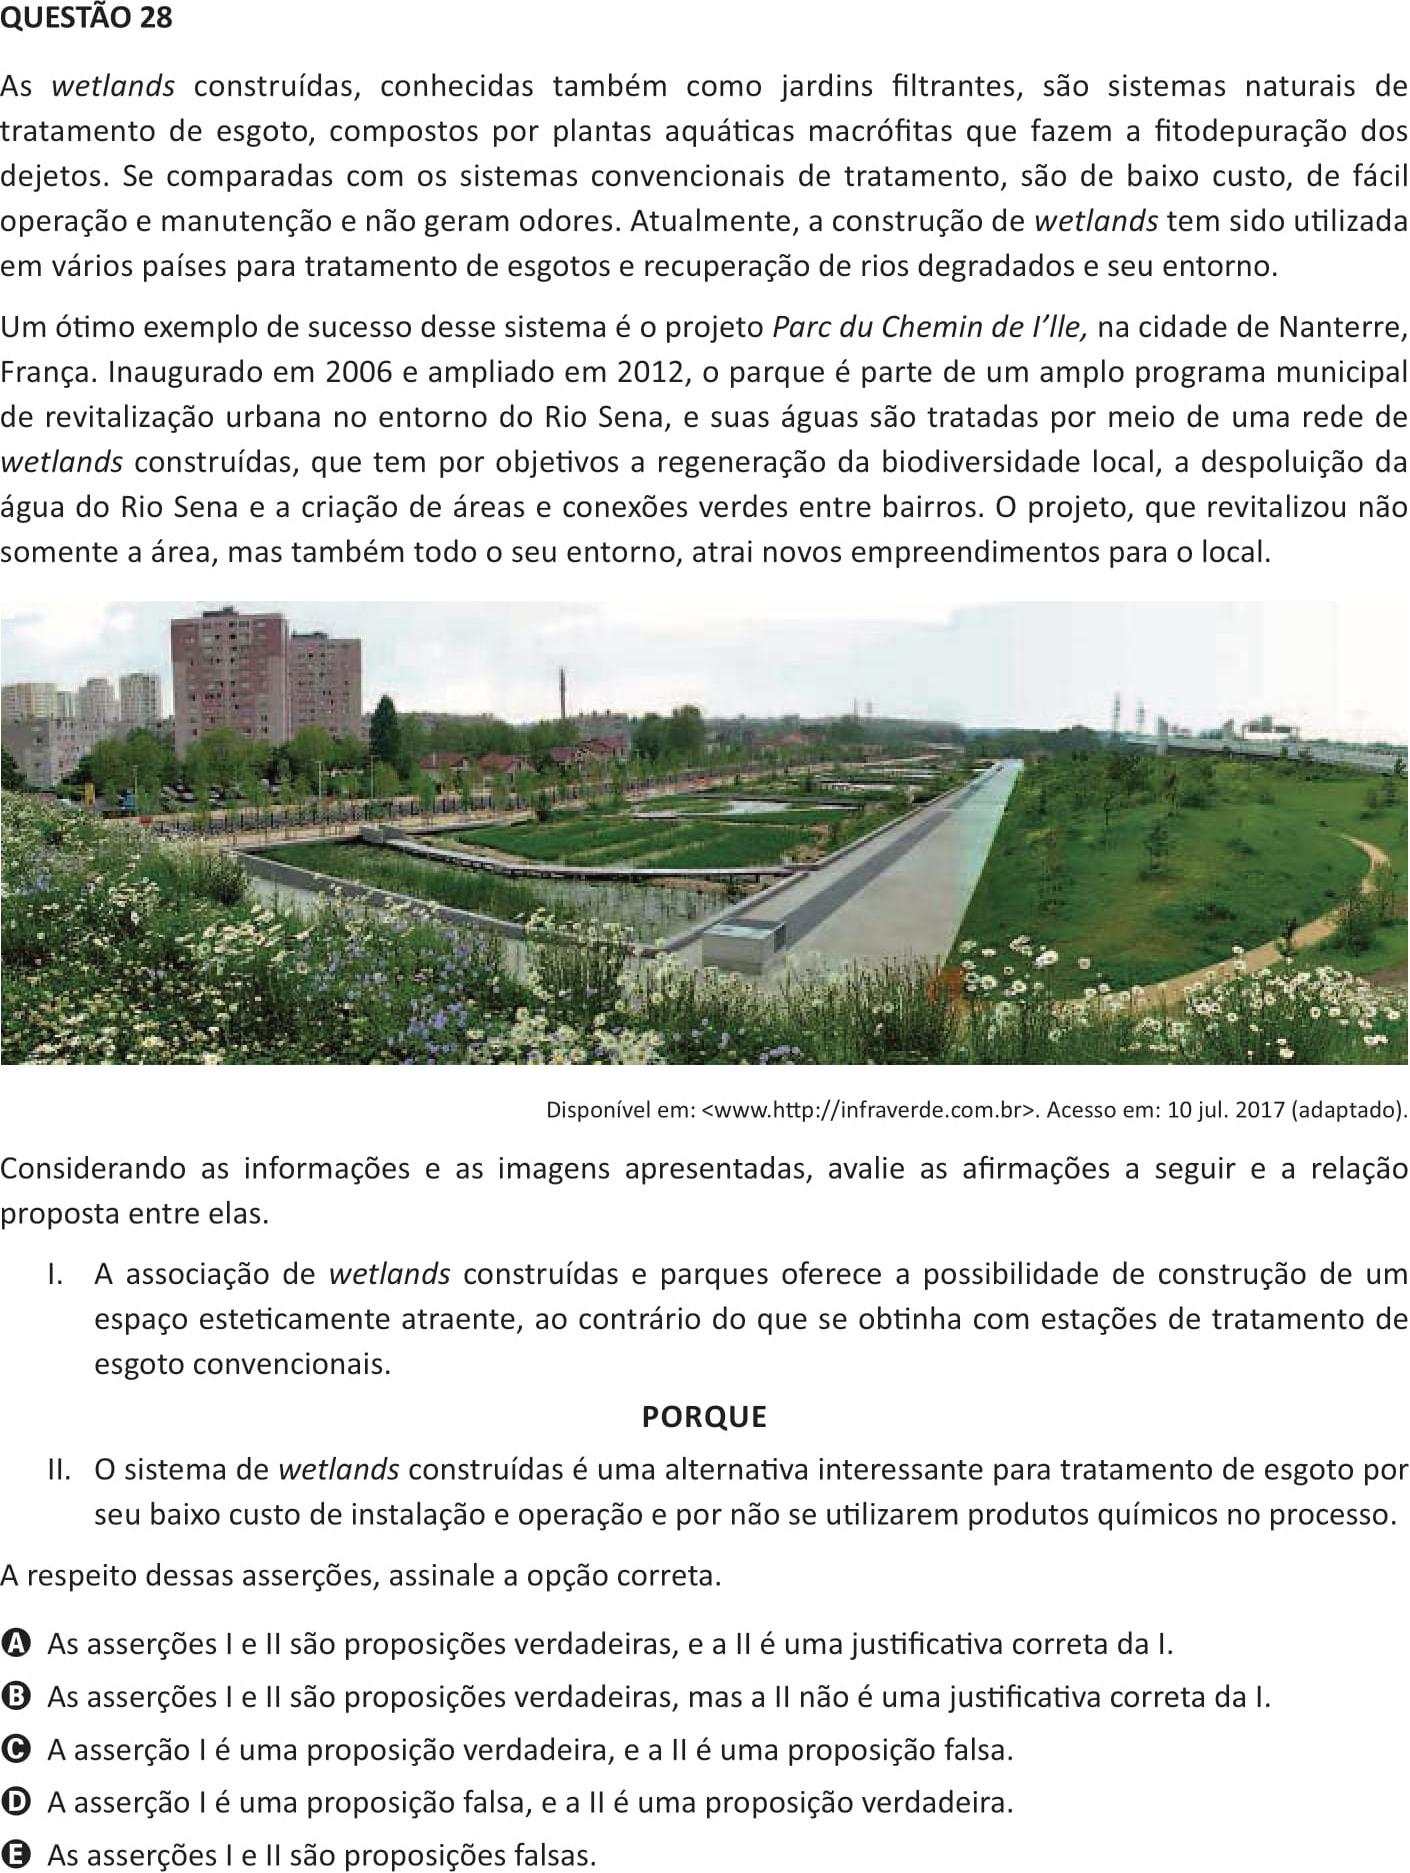 QUESTÃO 28
As wetlands construídas, conhecidas também como jardins filtrantes, são sistemas naturais de
tratamento de esgoto, compostos por plantas aquáticas macrófitas que fazem a fitodepuração dos
dejetos. Se comparadas com os sistemas convencionais de tratamento, são de baixo custo, de fácil
operação e manutenção e não geram odores. Atualmente, a construção de wetlands tem sido utilizada
em vários países para tratamento de esgotos e recuperação de rios degradados e seu entorno.
Um ótimo exemplo de sucesso desse sistema é o projeto Parc du Chemin de I’lle, na cidade de Nanterre,
França. Inaugurado em 2006 e ampliado em 2012, o parque é parte de um amplo programa municipal
de revitalização urbana no entorno do Rio Sena, e suas águas são tratadas por meio de uma rede de
wetlands construídas, que tem por objetivos a regeneração da biodiversidade local, a despoluição da
água do Rio Sena e a criação de áreas e conexões verdes entre bairros. O projeto, que revitalizou não
somente a área, mas também todo o seu entorno, atrai novos empreendimentos para o local.
Disponível em: <www.http://infraverde.com.br>. Acesso em: 10 jul. 2017 (adaptado).
Considerando as informações e as imagens apresentadas, avalie as afirmações a seguir e a relação
proposta entre elas.
I. A associação de wetlands construídas e parques oferece a possibilidade de construção de um
espaço esteticamente atraente, ao contrário do que se obtinha com estações de tratamento de
esgoto convencionais.
PORQUE
II. O sistema de wetlands construídas é uma alternativa interessante para tratamento de esgoto por
seu baixo custo de instalação e operação e por não se utilizarem produtos químicos no processo.
A respeito dessas asserções, assinale a opção correta.
A As asserções I e II são proposições verdadeiras, e a II é uma justificativa correta da I.
B As asserções I e II são proposições verdadeiras, mas a II não é uma justificativa correta da I.
C A asserção I é uma proposição verdadeira, e a II é uma proposição falsa.
D A asserção I é uma proposição falsa, e a II é uma proposição verdadeira.
E As asserções I e II são proposições falsas.